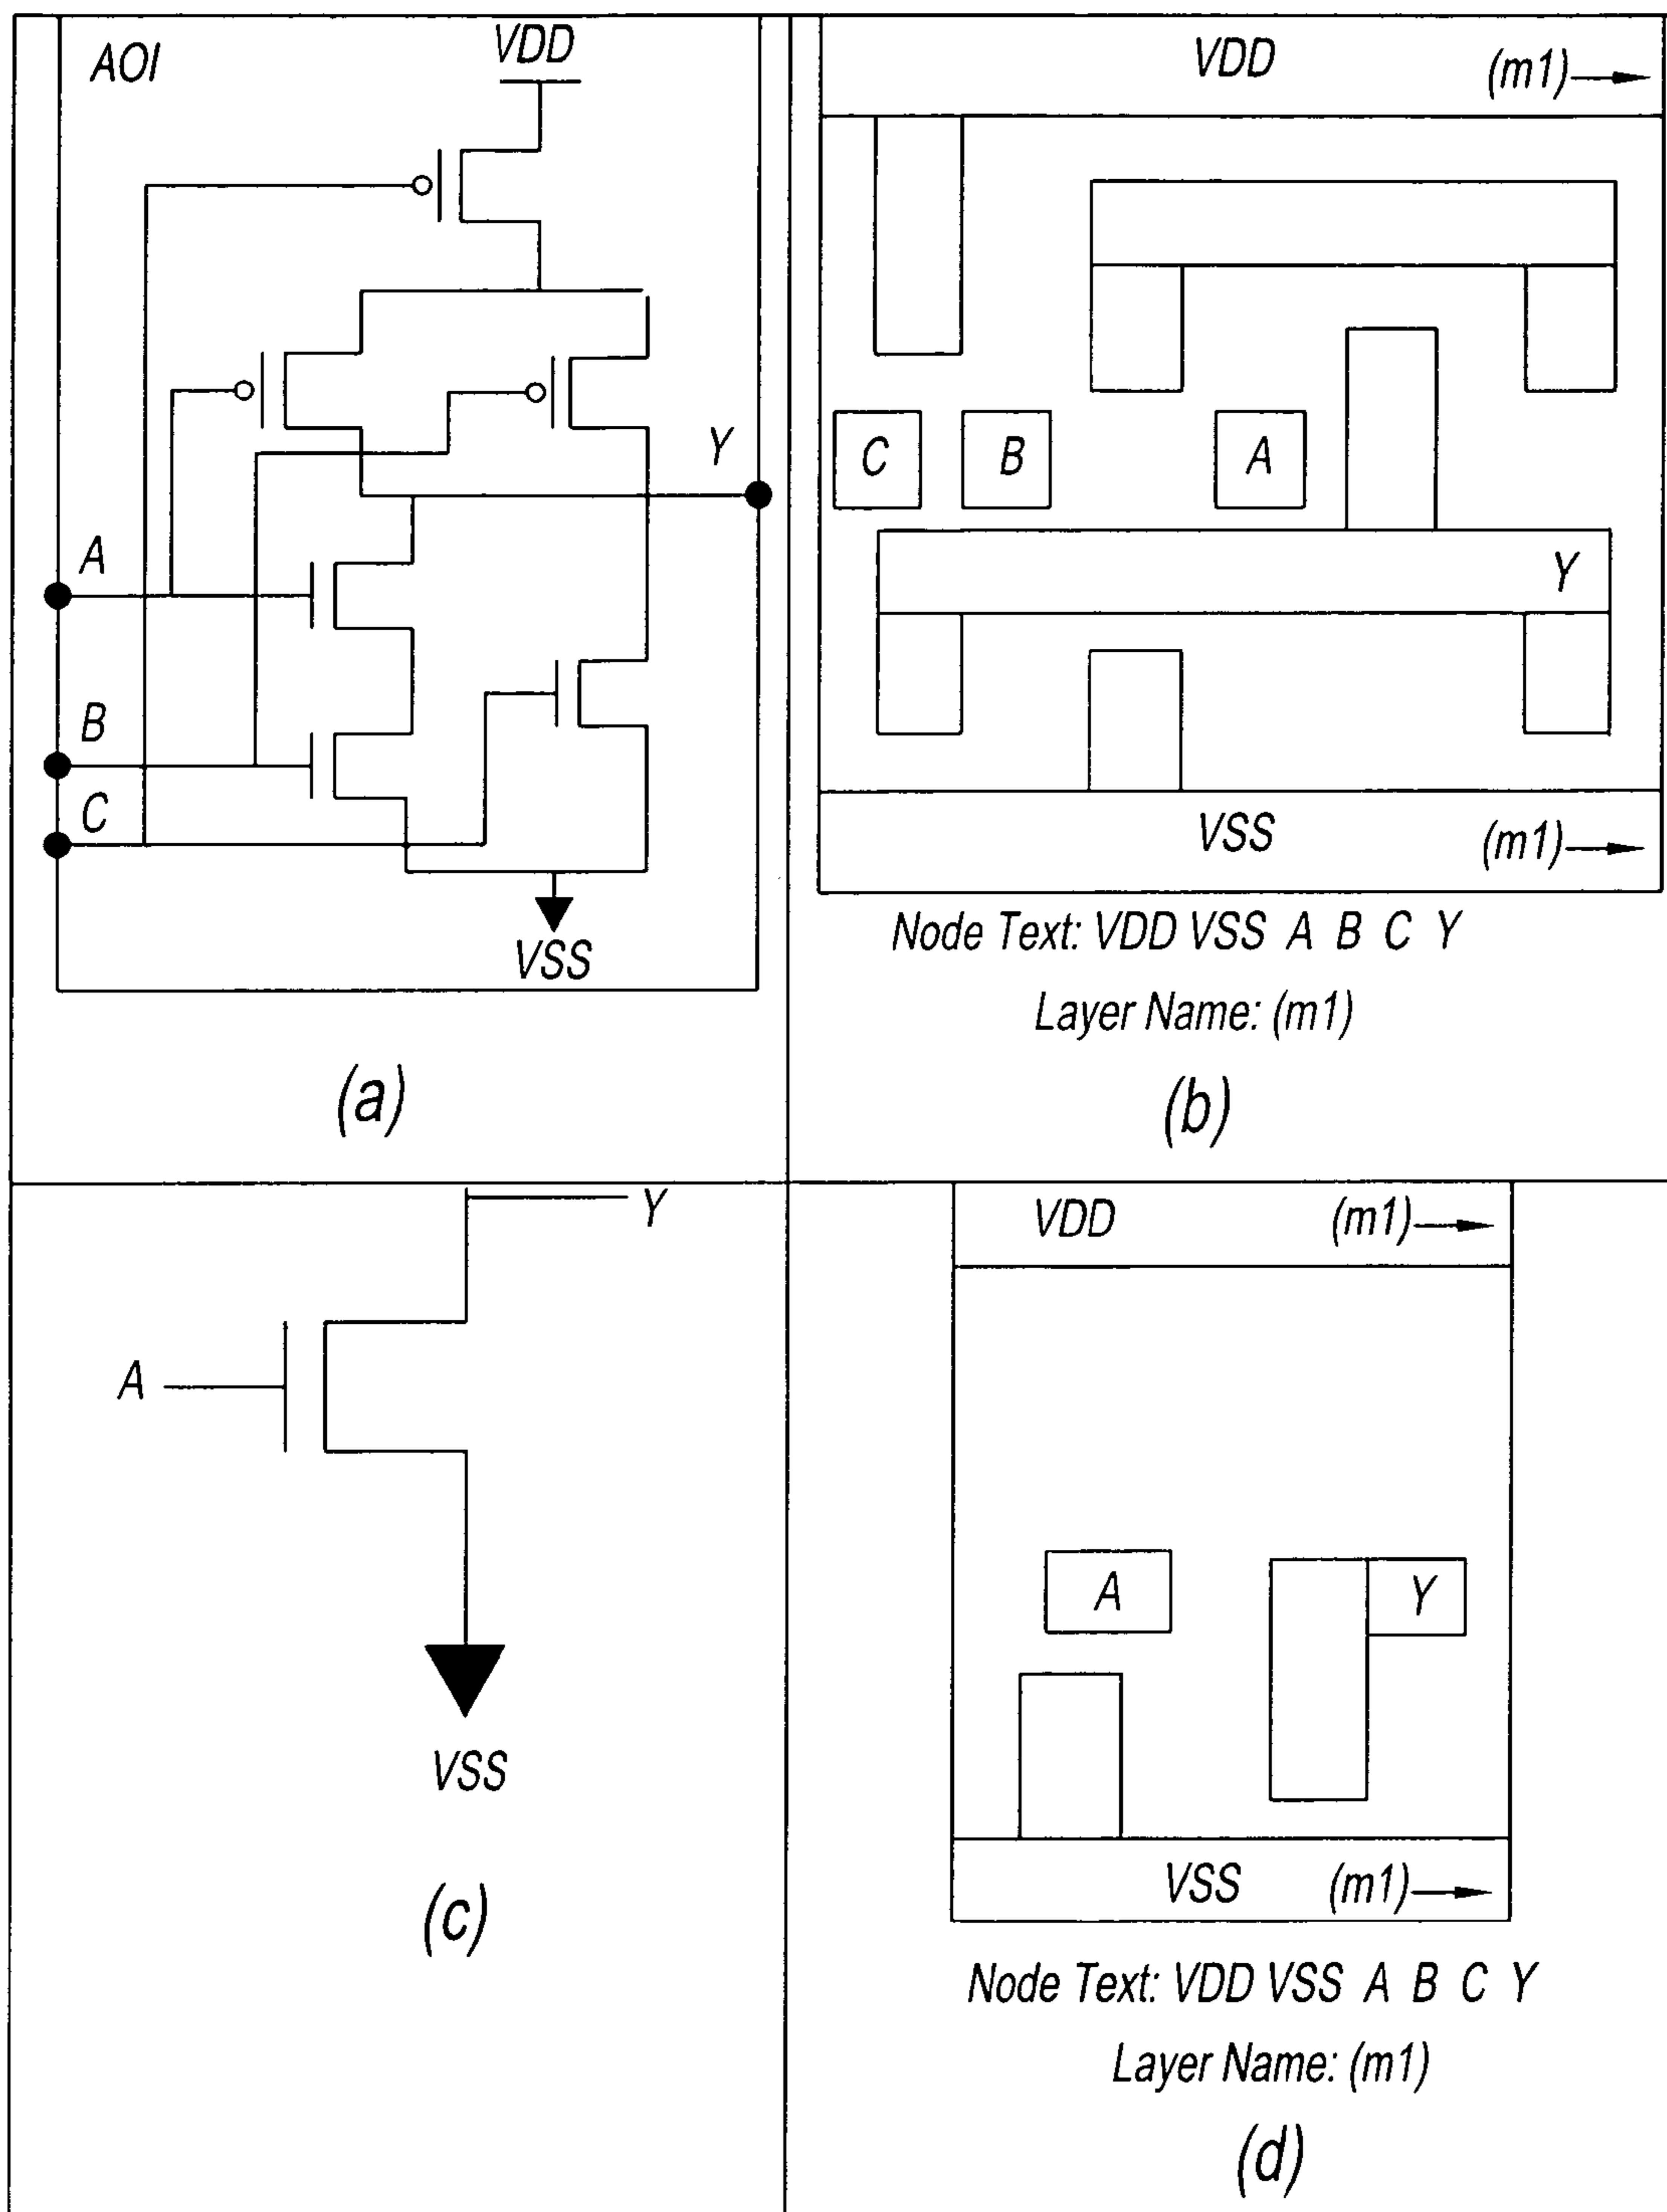 AOI
VDD
Y
A
B
C
VSS
(a)
VDD (m1)
C B A
Y
VSS (m1)
Node Text: VDD VSS A B C Y
Layer Name: (m1)
(b)
Y
A
VSS
(c)
VDD (m1)
A Y
VSS (m1)
Node Text: VDD VSS A B C Y
Layer Name: (m1)
(d)